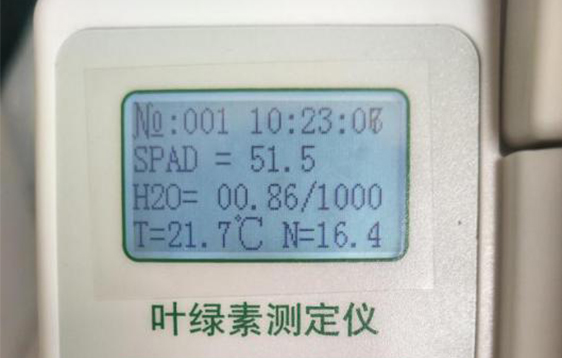 №:001 10:23:07
SPAD = 51.5
H2O= 00.86/1000
T=21.7℃ N=16.4
叶绿素测定仪